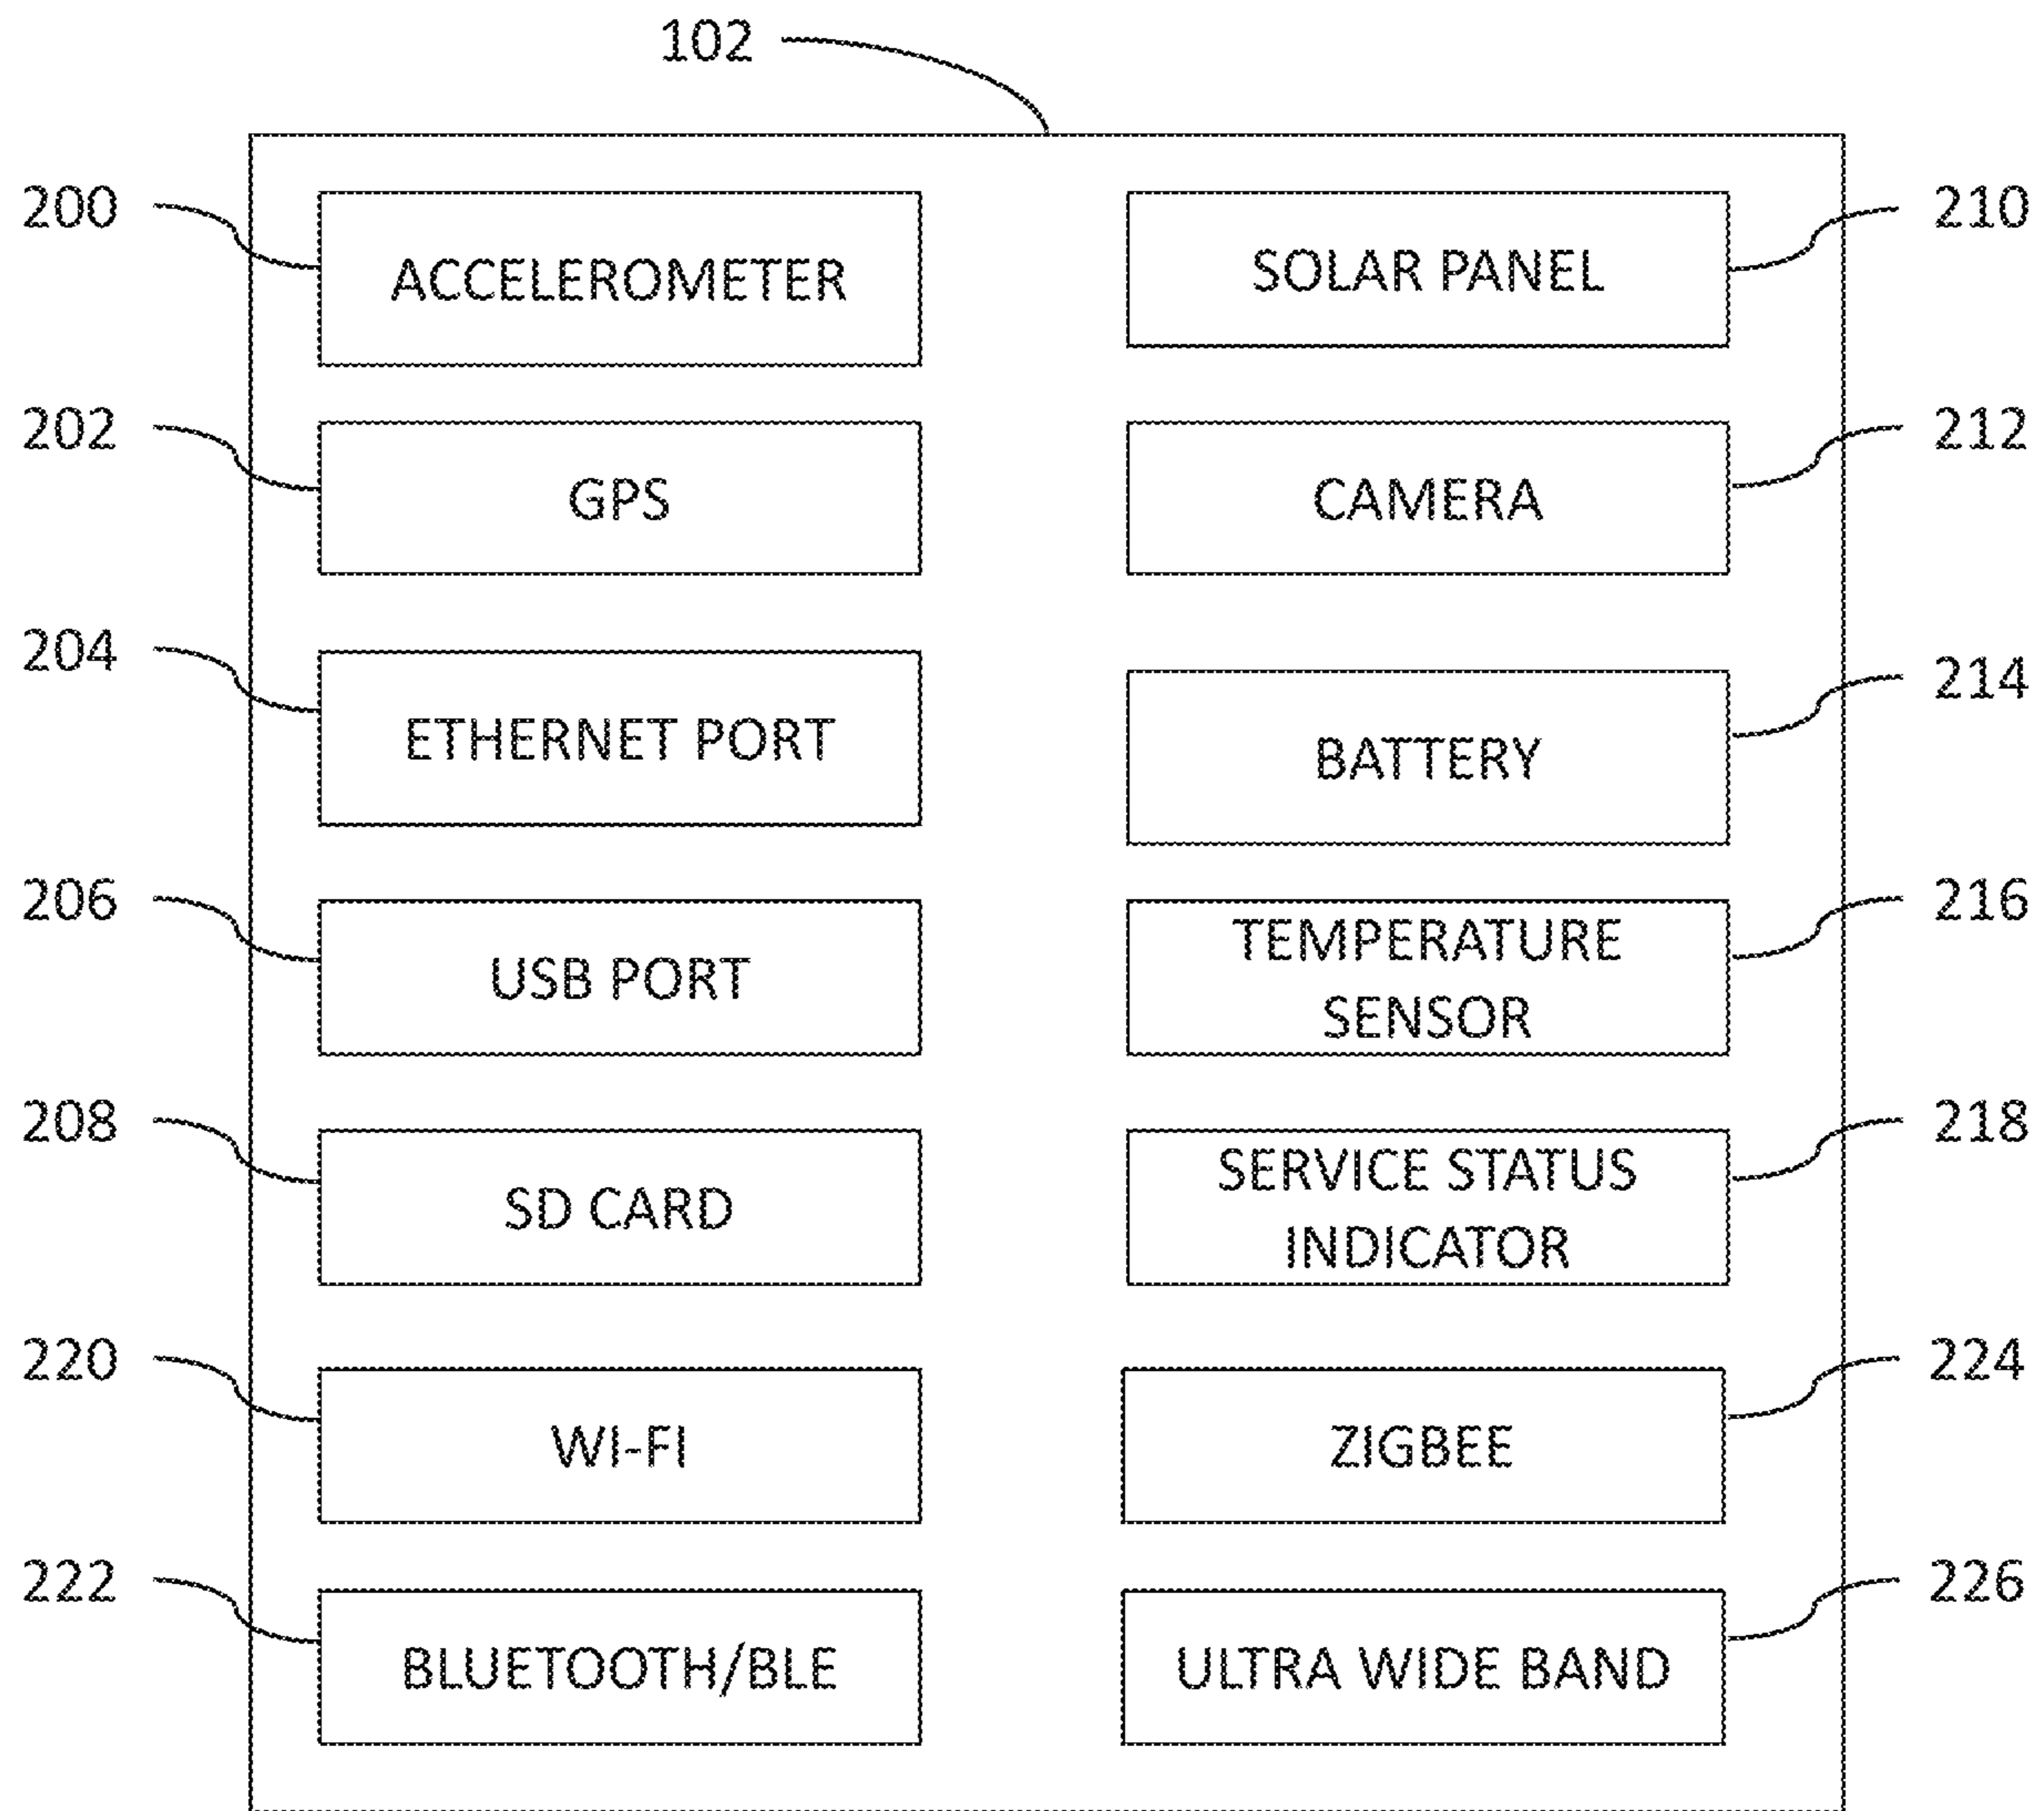 102
200
ACCELEROMETER
SOLAR PANEL
210
202
GPS
CAMERA
212
204
ETHERNET PORT
BATTERY
214
206
USB PORT
TEMPERATURE
SENSOR
216
208
SD CARD
SERVICE STATUS
INDICATOR
218
220
WI-FI
ZIGBEE
224
222
BLUETOOTH/BLE
ULTRA WIDE BAND
226